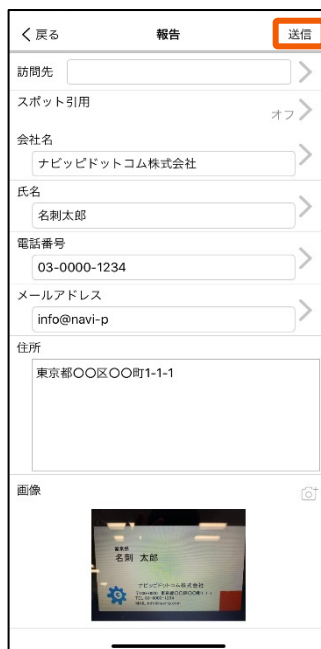 戻る 報告 送信
訪問先
スポット引用
オフ
会社名
ナビッピドットコム株式会社
氏名
名刺太郎
電話番号
03-0000-1234
メールアドレス
info@navi-p
住所
東京都〇〇区〇〇町1-1-1
画像
営業部
名刺 太郎
ナビッピドットコム株式会社